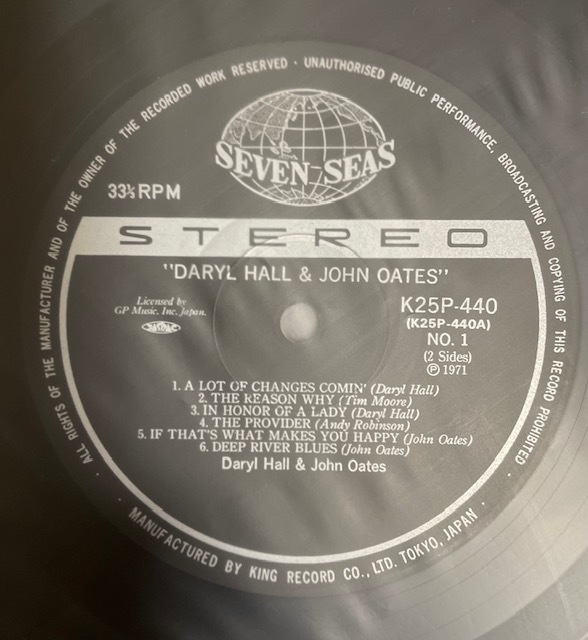 ALL RIGHTS OF THE MANUFACTURER AND OF THE OWNER OF THE RECORDED WORK RESERVED · UNAUTHORISED PUBLIC PERFORMANCE, BROADCASTING AND COPYING OF THIS RECORD PROHIBITED
SEVEN SEAS
33⅓ RPM
STEREO
"DARYL HALL & JOHN OATES"
Licensed by
GP Music. Inc. Japan.
K25P-440
(K25P-440A)
NO. 1
(2 Sides)
Ⓟ 1971
1. A LOT OF CHANGES COMIN' (Daryl Hall)
2. THE REASON WHY (Tim Moore)
3. IN HONOR OF A LADY (Daryl Hall)
4. THE PROVIDER (Andy Robinson)
5. IF THAT'S WHAT MAKES YOU HAPPY (John Oates)
6. DEEP RIVER BLUES (John Oates)
Daryl Hall & John Oates
· MANUFACTURED BY KING RECORD CO., LTD. TOKYO, JAPAN ·